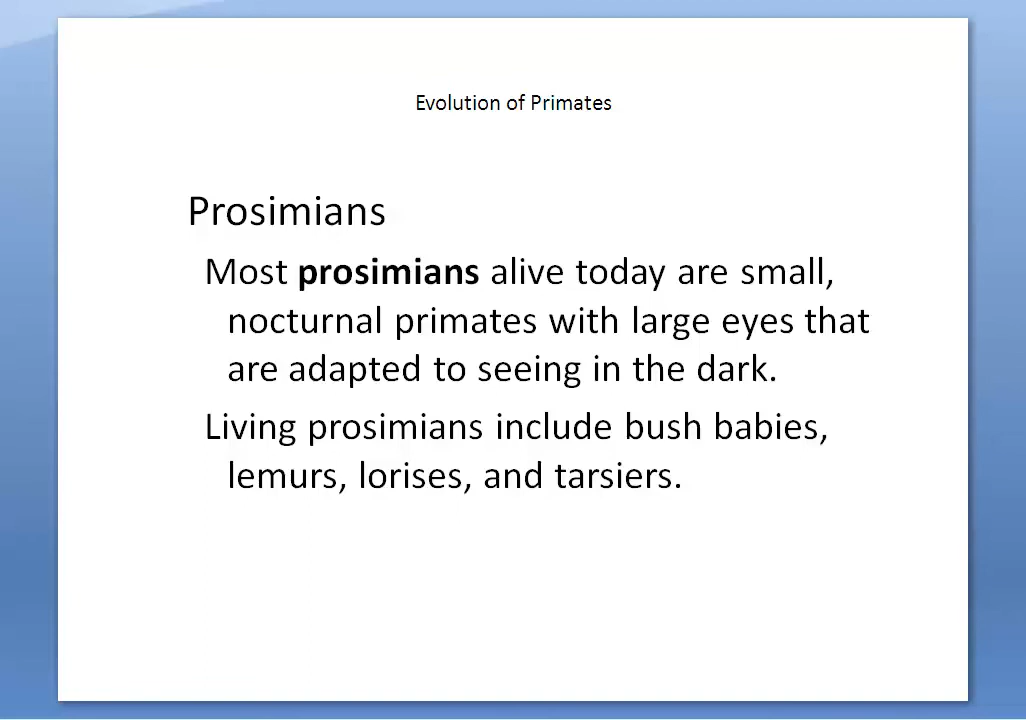 Evolution of Primates
Prosimians
Most prosimians alive today are small,
nocturnal primates with large eyes that
are adapted to seeing in the dark.
Living prosimians include bush babies,
lemurs, lorises, and tarsiers.